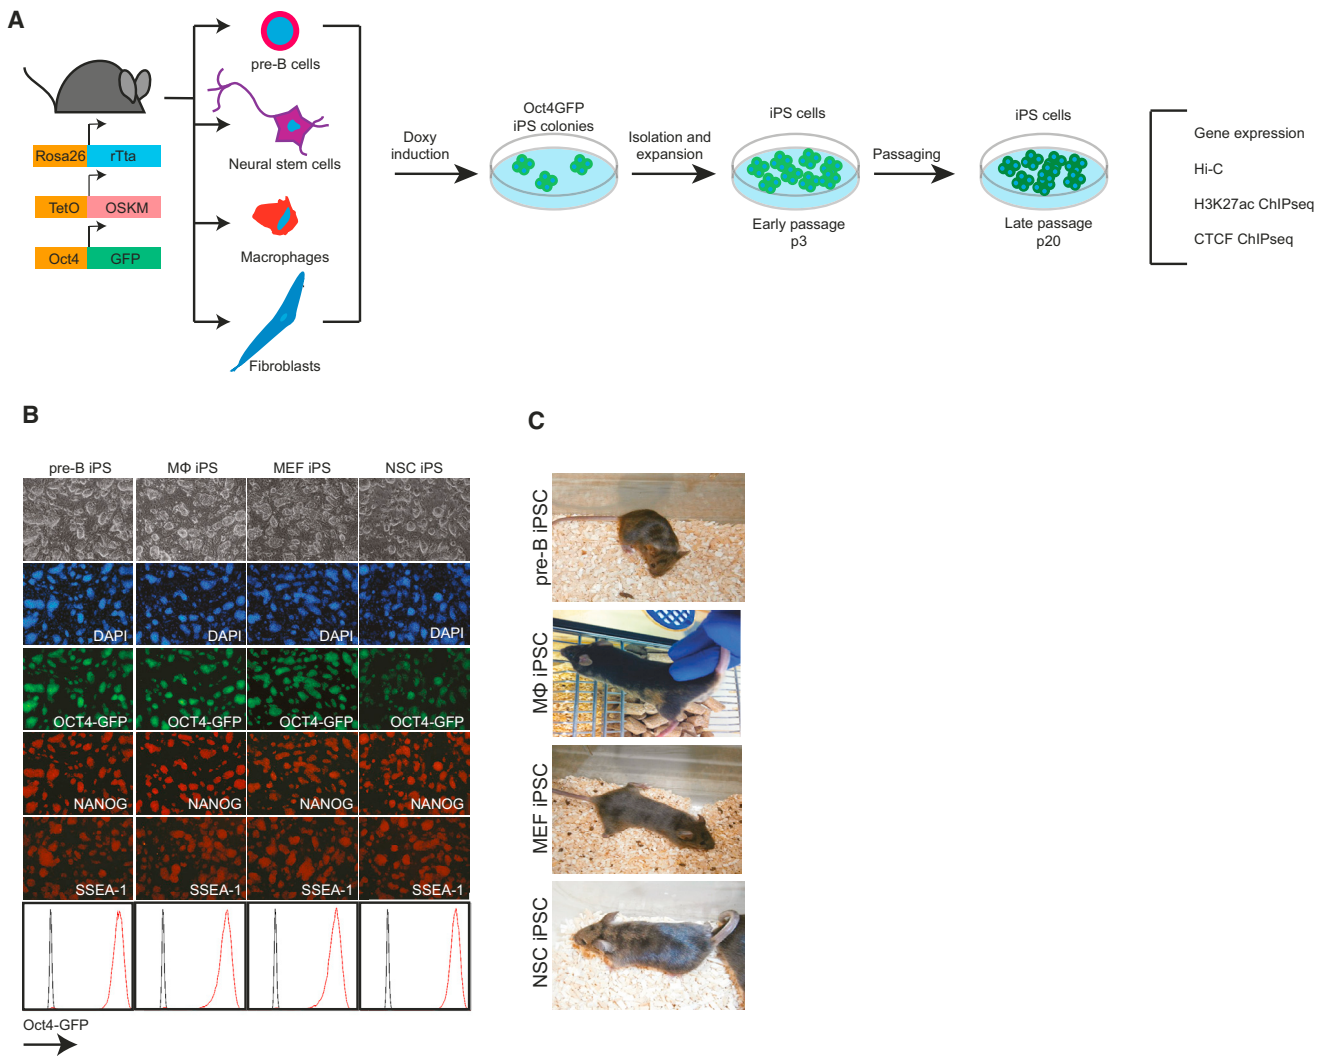 A
pre-B cells
Neural stem cells
Macrophages
Fibroblasts
Rosa26 rTta
TetO OSKM
Oct4 GFP
Doxy
induction
Oct4GFP
iPS colonies
Isolation and
expansion
iPS cells
Early passage
p3
Passaging
iPS cells
Late passage
p20
Gene expression
Hi-C
H3K27ac ChIPseq
CTCF ChIPseq
B
pre-B iPS MΦ iPS MEF iPS NSC iPS
DAPI DAPI DAPI DAPI
OCT4-GFP OCT4-GFP OCT4-GFP OCT4-GFP
NANOG NANOG NANOG NANOG
SSEA-1 SSEA-1 SSEA-1 SSEA-1
Oct4-GFP
C
pre-B iPSC
MΦ iPSC
MEF iPSC
NSC iPSC